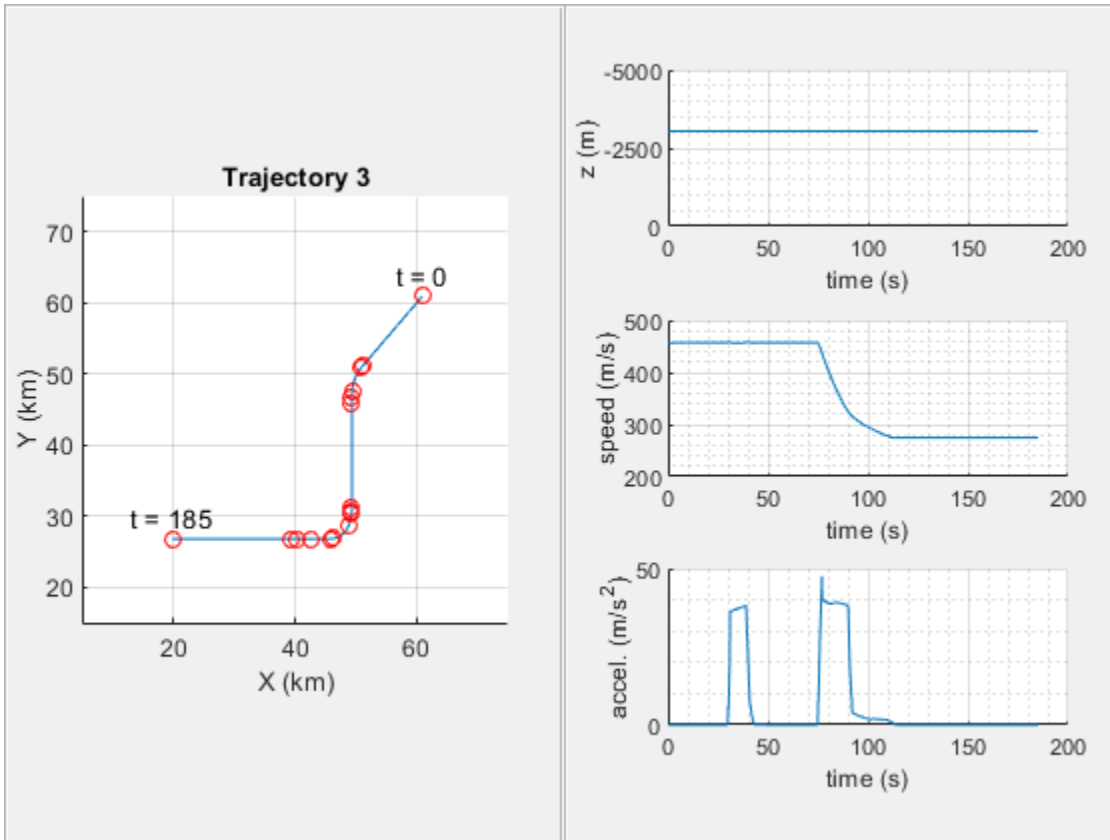 Trajectory 3
70
60
50
40
30
20
Y (km)
t = 0
t = 185
20 40 60
X (km)
-5000
-2500
0
z (m)
0 50 100 150 200
time (s)
500
400
300
200
speed (m/s)
0 50 100 150 200
time (s)
50
0
accel. (m/s²)
0 50 100 150 200
time (s)